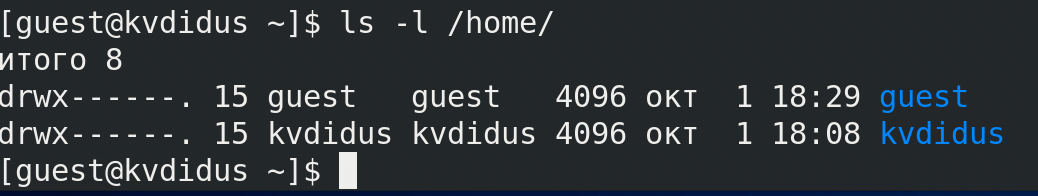 [guest@kvdidus ~]$ ls -l /home/
итого 8
drwx------. 15 guest   guest   4096 окт  1 18:29 guest
drwx------. 15 kvdidus kvdidus 4096 окт  1 18:08 kvdidus
[guest@kvdidus ~]$